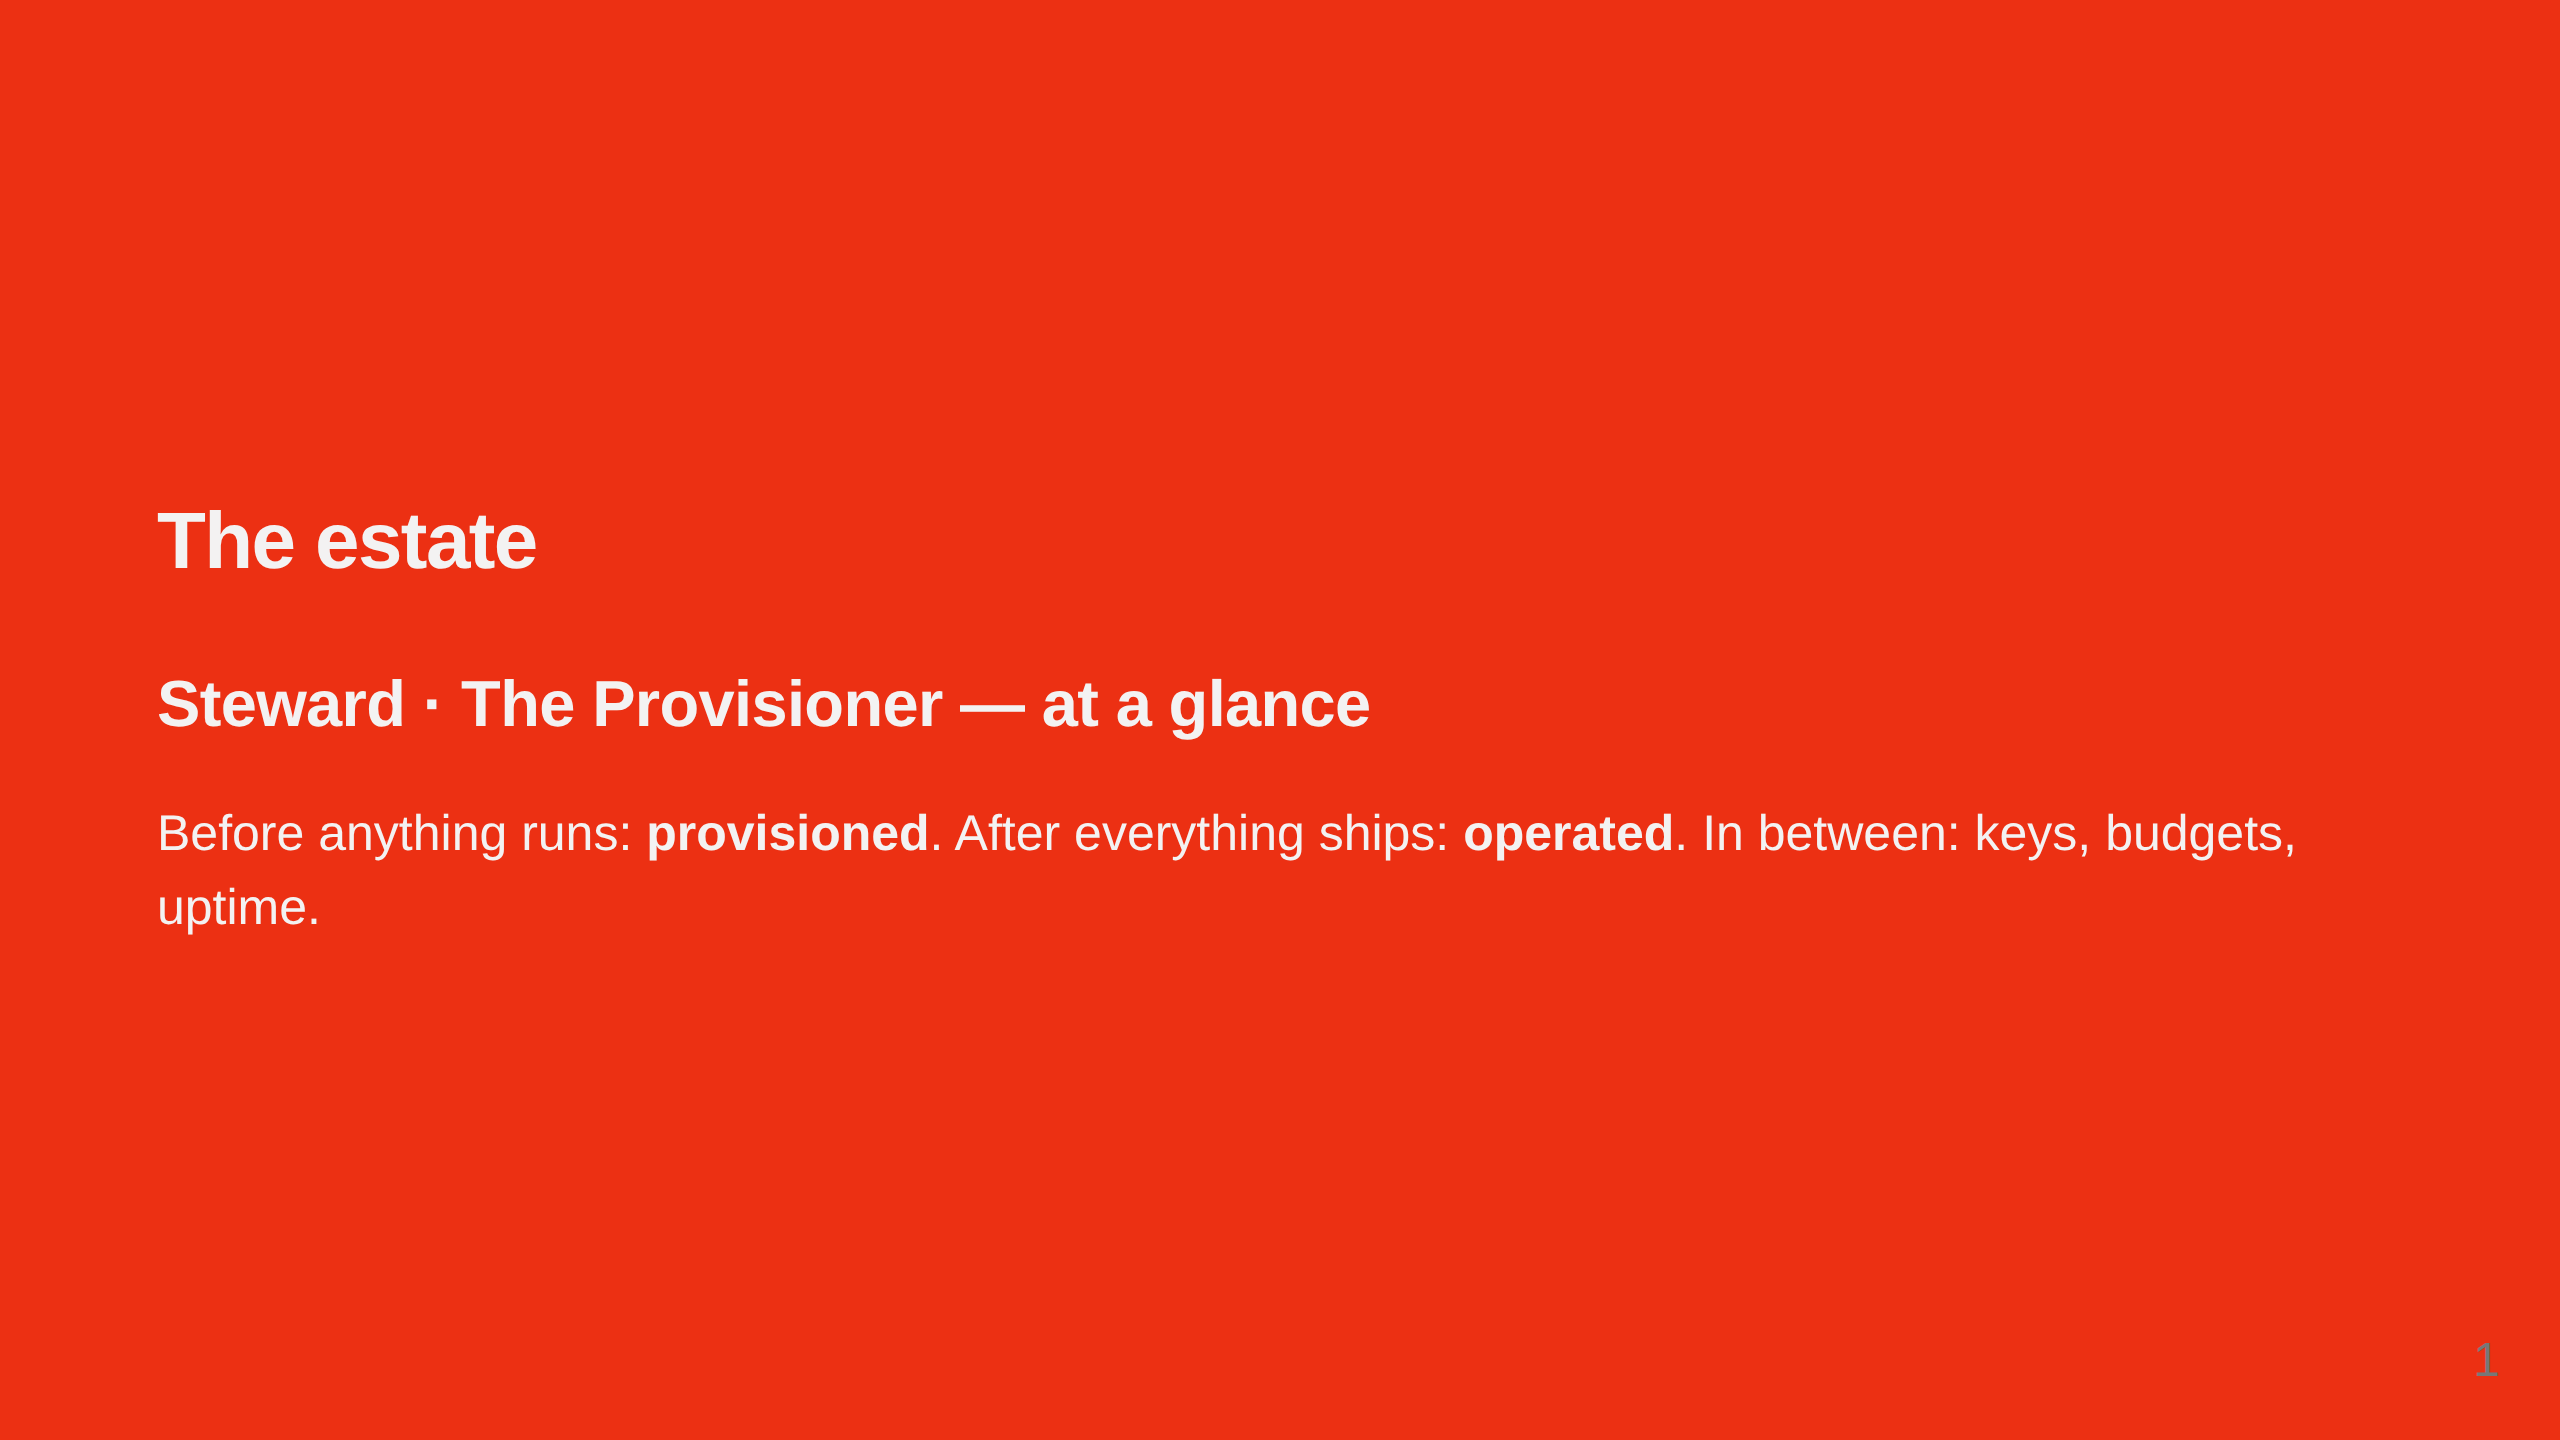 The estate
Steward · The Provisioner — at a glance
Before anything runs: provisioned. After everything ships: operated. In between: keys, budgets,
uptime.
1